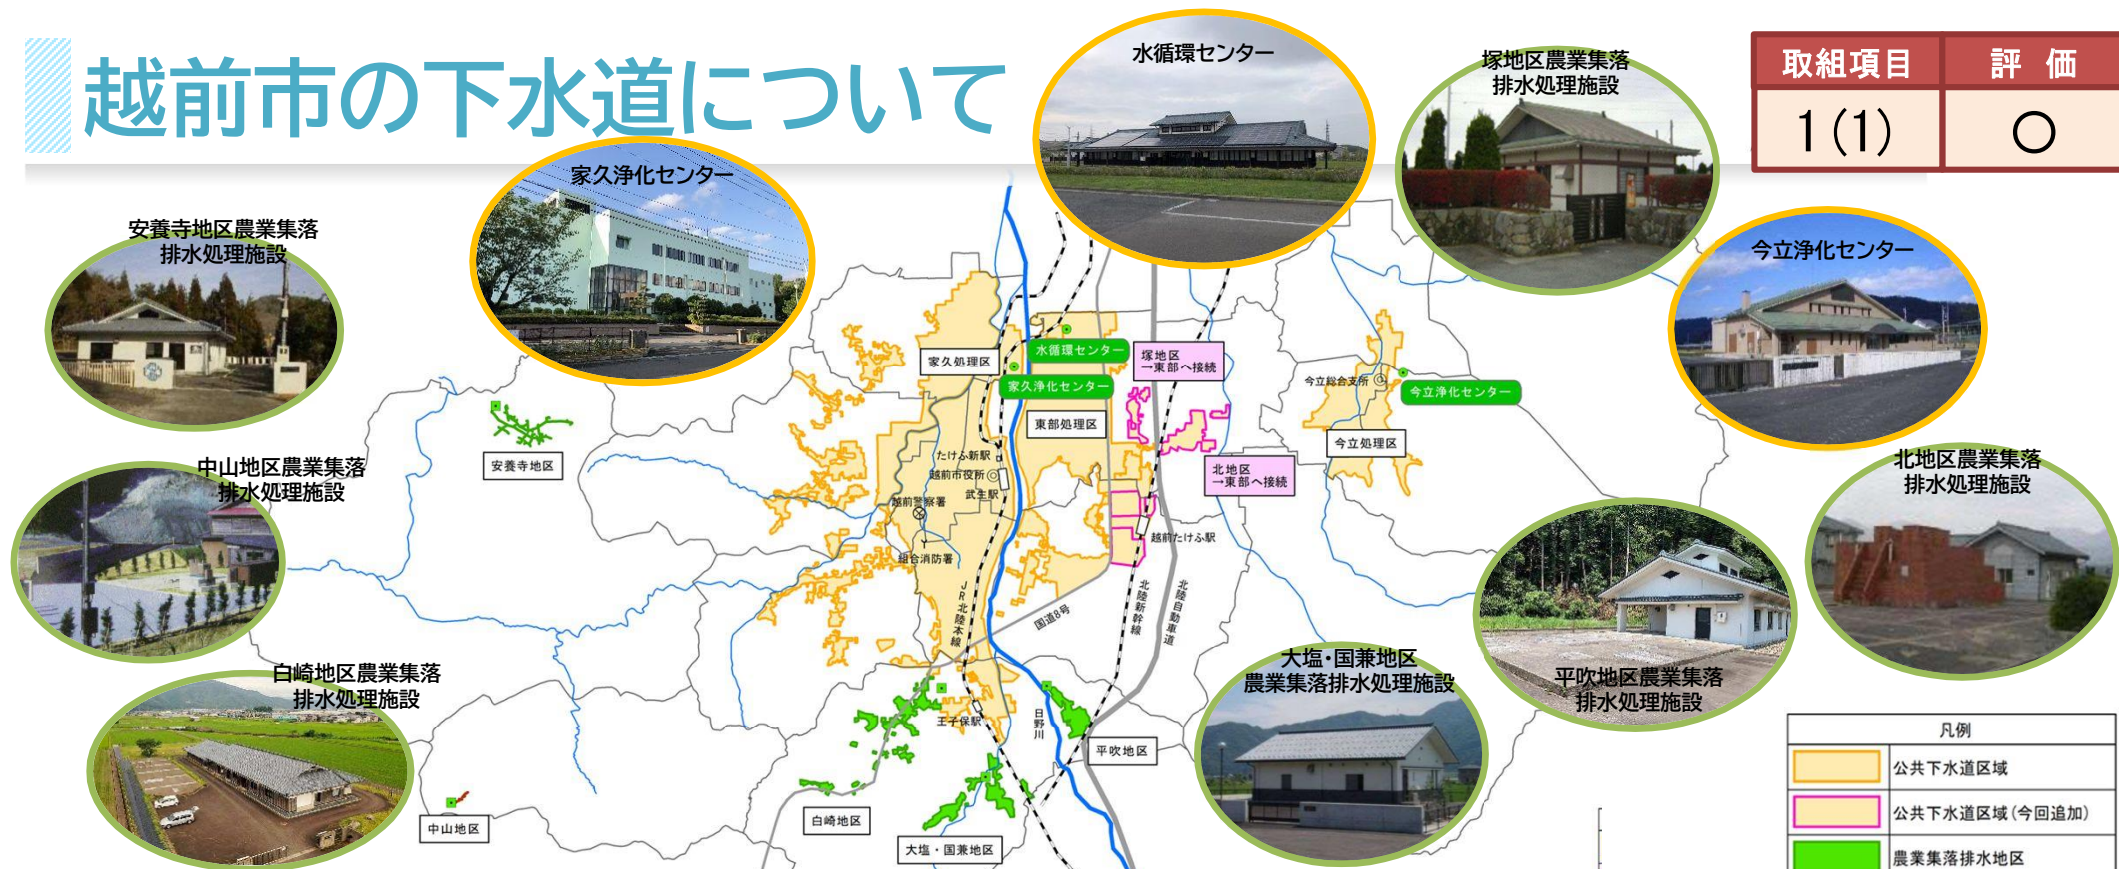 越前市の下水道について
取組項目
評 価
1(1)
○
水循環センター
塚地区農業集落
排水処理施設
家久浄化センター
安養寺地区農業集落
排水処理施設
今立浄化センター
中山地区農業集落
排水処理施設
北地区農業集落
排水処理施設
白崎地区農業集落
排水処理施設
大塩・国兼地区
農業集落排水処理施設
平吹地区農業集落
排水処理施設
家久処理区
水循環センター
家久浄化センター
塚地区
→東部へ接続
東部処理区
今立総合支所
今立浄化センター
今立処理区
北地区
→東部へ接続
安養寺地区
たけふ新駅
越前市役所
武生駅
越前警察署
組合消防署
越前たけふ駅
JR北陸本線
国道8号
北陸新幹線
北陸自動車道
王子保駅
日野川
平吹地区
中山地区
白崎地区
大塩・国兼地区
凡例
公共下水道区域
公共下水道区域(今回追加)
農業集落排水地区